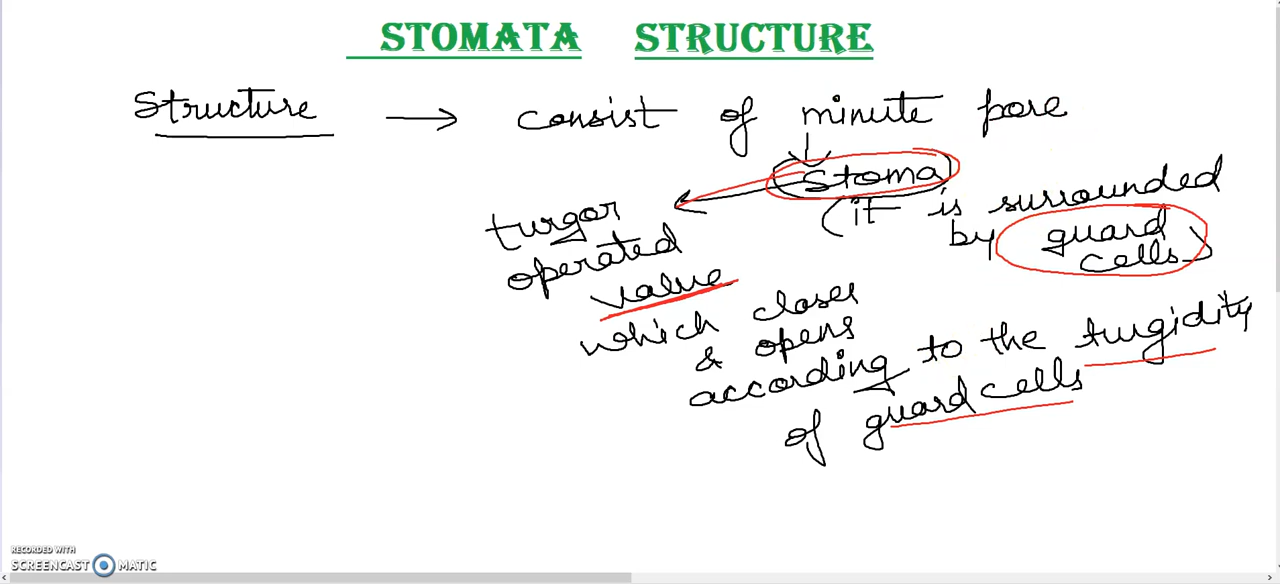 STOMATA STRUCTURE
Structure → consist of minute pore
stoma
(it is surrounded
by guard
cells)
turgor
operated
value
which closes
& opens
according to the turgidity
of guard cells
RECORDED WITH
SCREENCAST MATIC